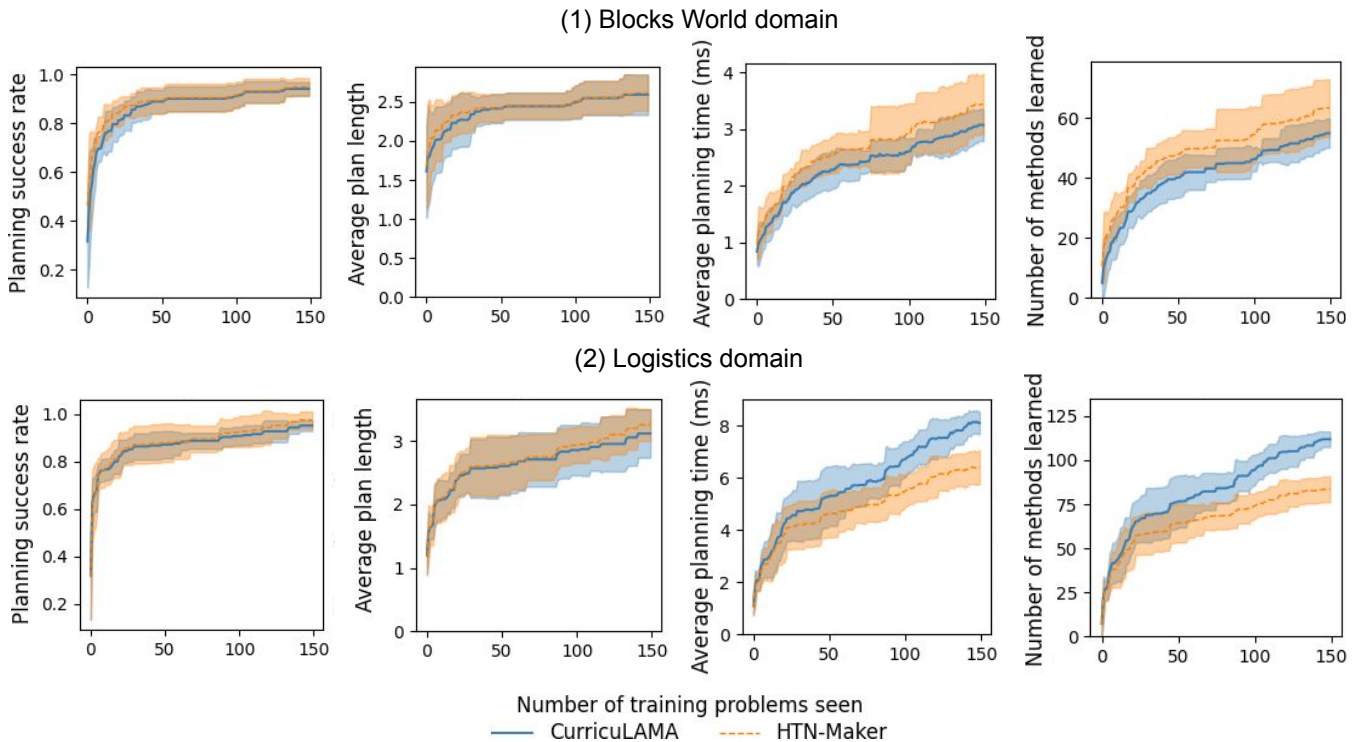 (1) Blocks World domain
Planning success rate
1.0
0.8
0.6
0.4
0.2
0 50 100 150
Average plan length
2.5
2.0
1.5
1.0
0.5
0.0
0 50 100 150
Average planning time (ms)
4
3
2
1
0
0 50 100 150
Number of methods learned
60
40
20
0
0 50 100 150
(2) Logistics domain
Planning success rate
1.0
0.8
0.6
0.4
0.2
0 50 100 150
Average plan length
3
2
1
0
0 50 100 150
Average planning time (ms)
8
6
4
2
0
0 50 100 150
Number of methods learned
125
100
75
50
25
0
0 50 100 150
Number of training problems seen
CurricuLAMA HTN-Maker